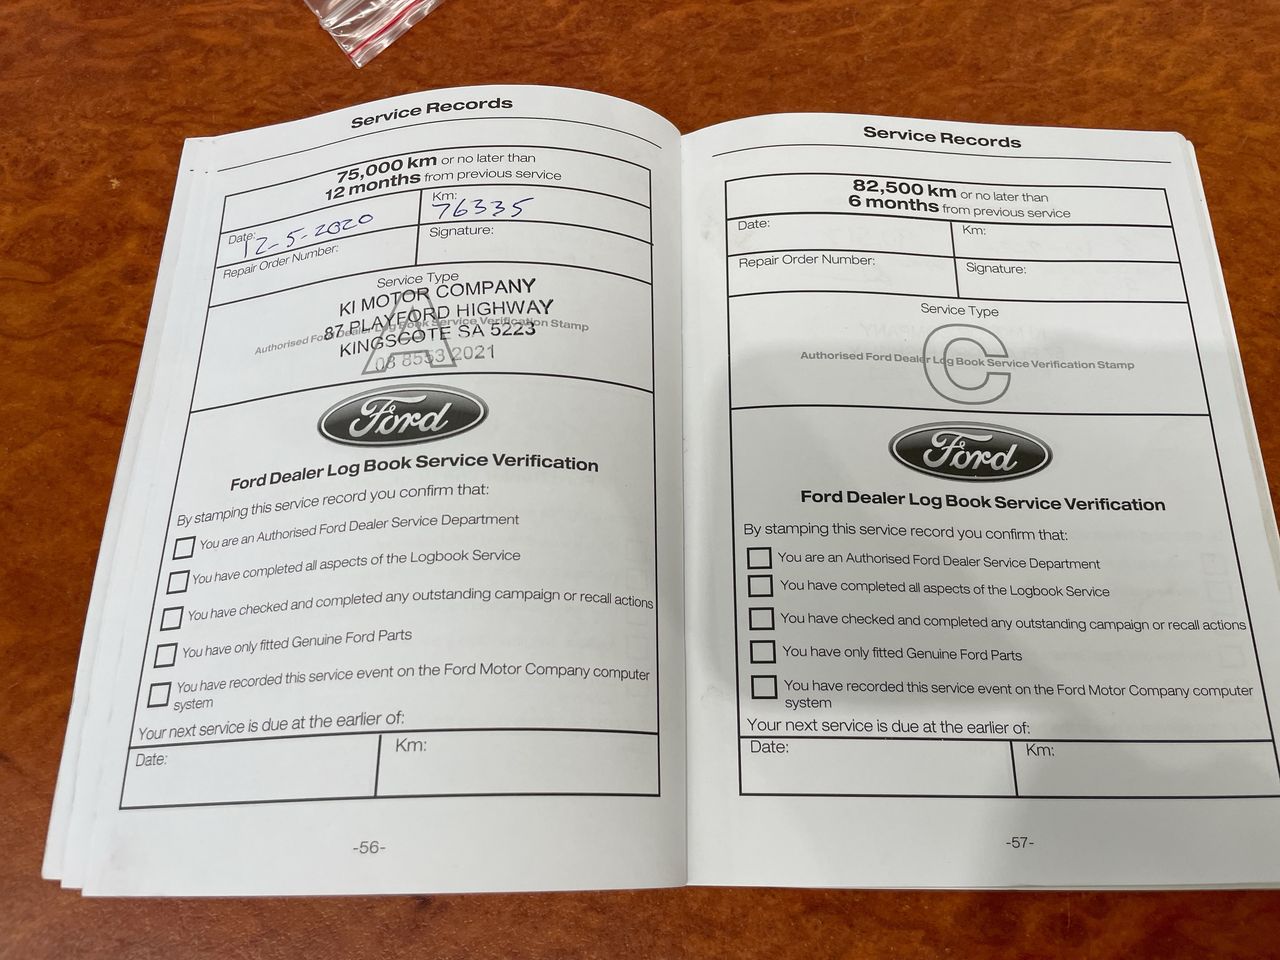 Service Records
75,000 km or no later than
12 months from previous service
Date: 12-5-2020
Km: 76335
Repair Order Number:
Signature:
Service Type
A
Authorised Ford Dealer Log Book Service Verification Stamp
KI MOTOR COMPANY
87 PLAYFORD HIGHWAY
KINGSCOTE SA 5223
08 8553 2021
Ford
Ford Dealer Log Book Service Verification
By stamping this service record you confirm that:
You are an Authorised Ford Dealer Service Department
You have completed all aspects of the Logbook Service
You have checked and completed any outstanding campaign or recall actions
You have only fitted Genuine Ford Parts
You have recorded this service event on the Ford Motor Company computer
system
Your next service is due at the earlier of:
Date:
Km:
-56-
Service Records
82,500 km or no later than
6 months from previous service
Date:
Km:
Repair Order Number:
Signature:
Service Type
C
Authorised Ford Dealer Log Book Service Verification Stamp
Ford
Ford Dealer Log Book Service Verification
By stamping this service record you confirm that:
You are an Authorised Ford Dealer Service Department
You have completed all aspects of the Logbook Service
You have checked and completed any outstanding campaign or recall actions
You have only fitted Genuine Ford Parts
You have recorded this service event on the Ford Motor Company computer
system
Your next service is due at the earlier of:
Date:
Km:
-57-